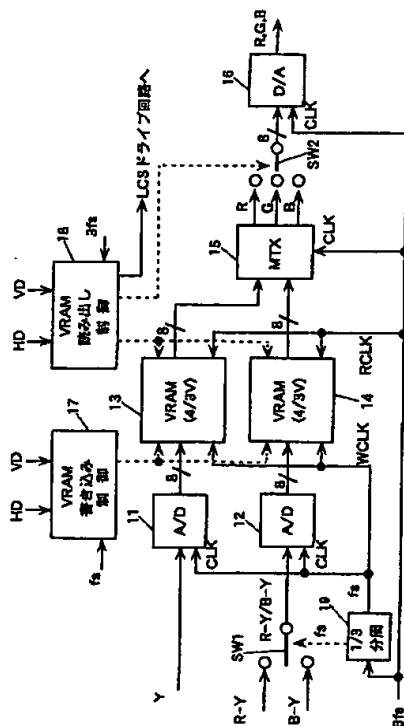 HD
VD
fs
17
VRAM
書き込み
制御
HD
VD
3fs
18
VRAM
読み出し
制御
LCSドライブ回路へ
Y
11
A/D
CLK
8
13
VRAM
(4/3V)
8
R-Y
B-Y
SW1
R-Y/B-Y
fs
12
A/D
CLK
8
WCLK
VRAM
(4/3V)
14
RCLK
8
15
MTX
CLK
R
G
B
SW2
8
16
D/A
CLK
R,G,B
3fs
1/3
分周
19
fs